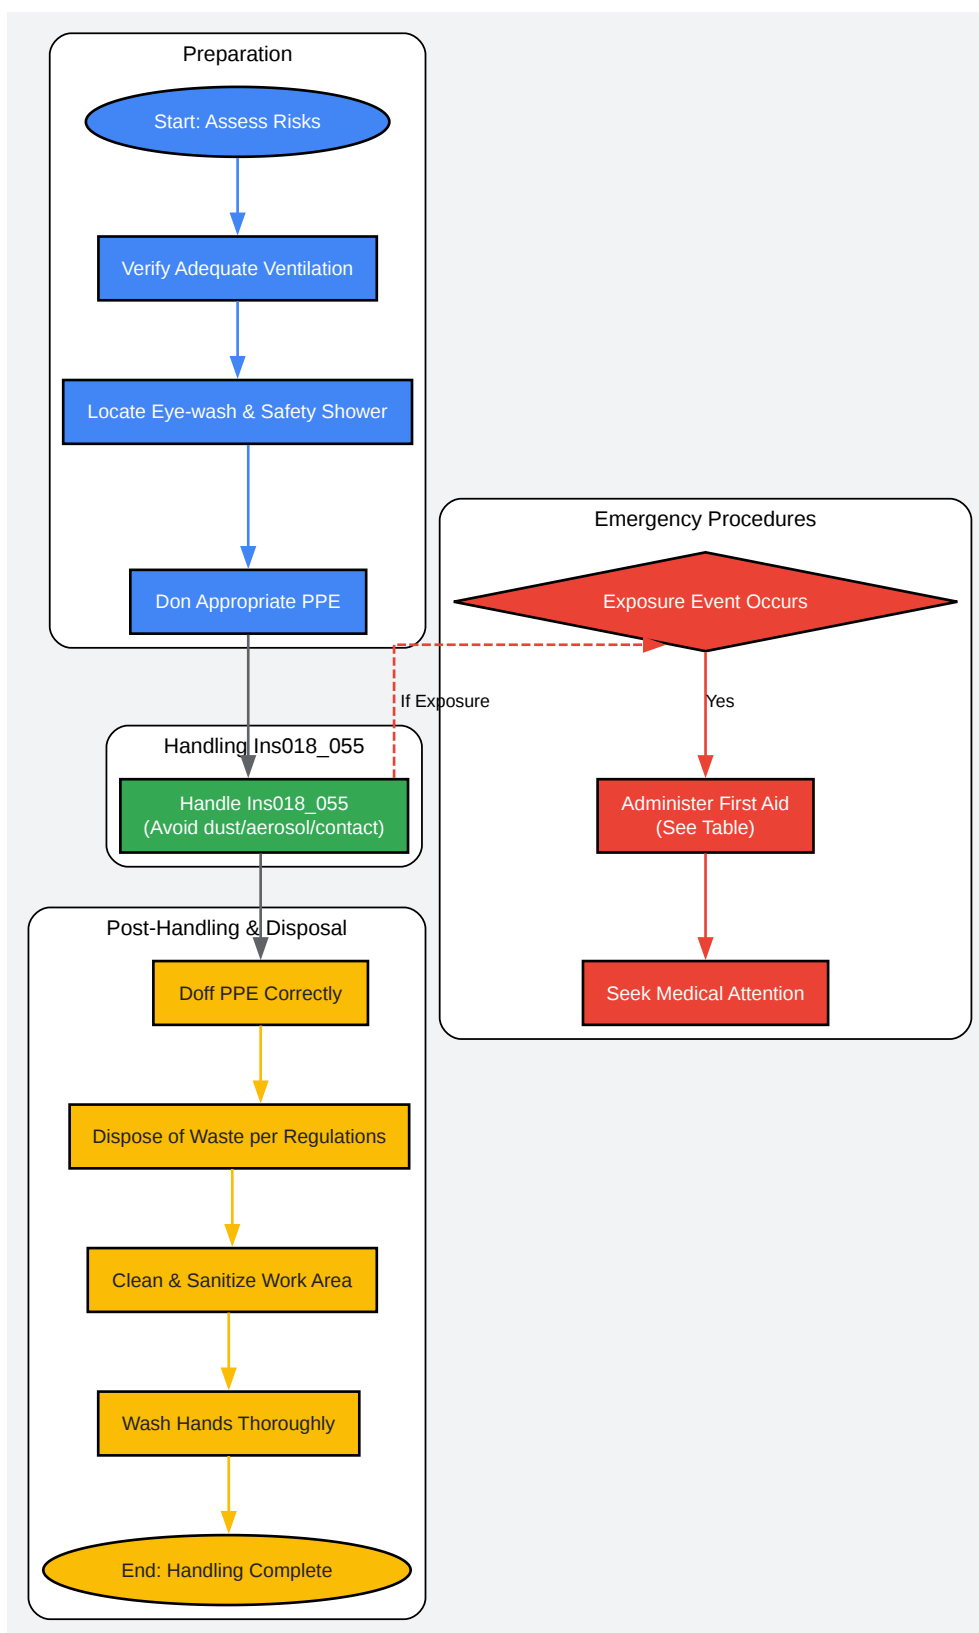 Preparation
Start: Assess Risks
Verify Adequate Ventilation
Locate Eye-wash & Safety Shower
Don Appropriate PPE
Emergency Procedures
Exposure Event Occurs
If Exposure
Yes
Handling Ins018_055
Handle Ins018_055
(Avoid dust/aerosol/contact)
Administer First Aid
(See Table)
Seek Medical Attention
Post-Handling & Disposal
Doff PPE Correctly
Dispose of Waste per Regulations
Clean & Sanitize Work Area
Wash Hands Thoroughly
End: Handling Complete